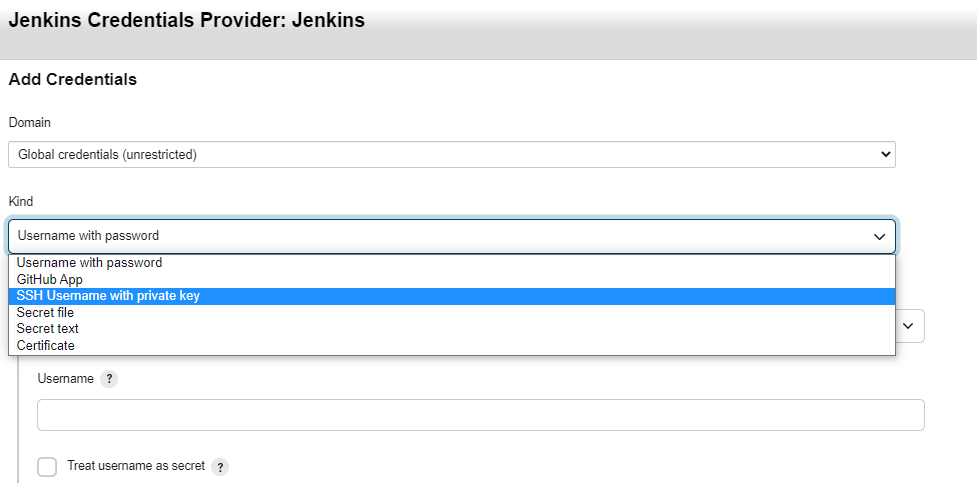 Jenkins Credentials Provider: Jenkins
Add Credentials
Domain
Global credentials (unrestricted)
Kind
Username with password
Username with password
GitHub App
SSH Username with private key
Secret file
Secret text
Certificate
Username ?
Treat username as secret ?